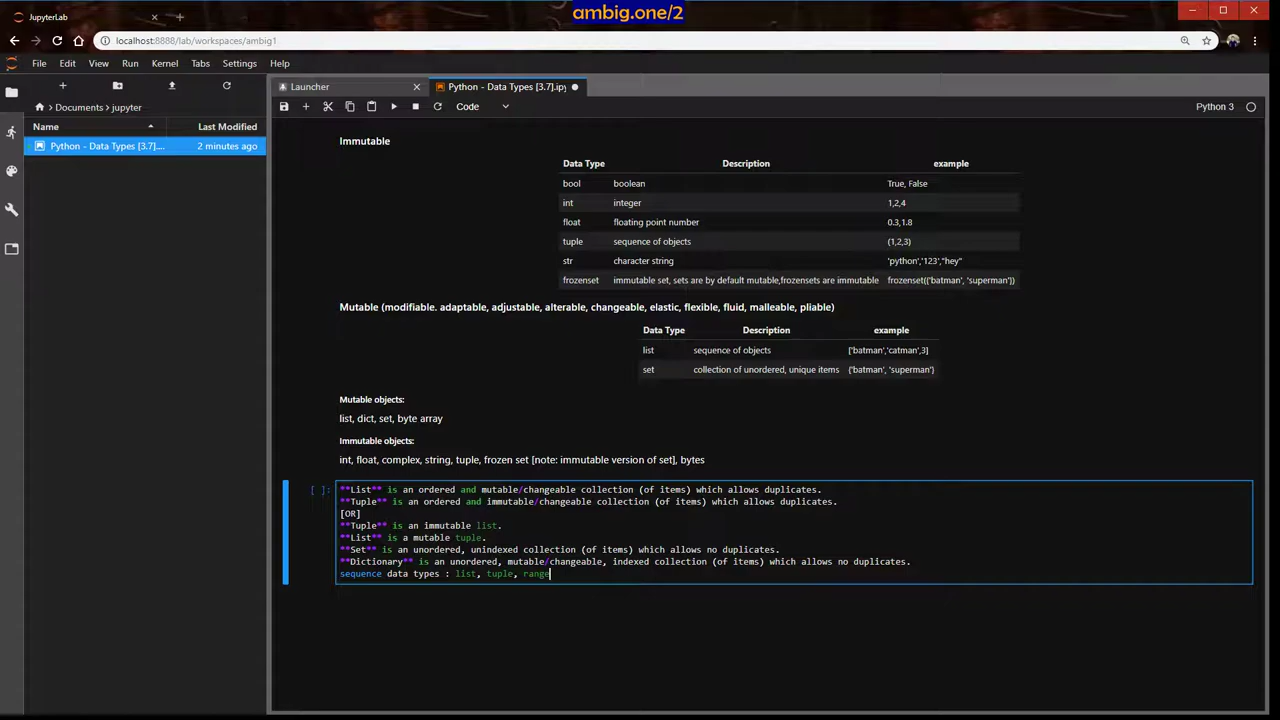 ambig.one/2
JupyterLab
localhost:8888/lab/workspaces/ambig1
File Edit View Run Kernel Tabs Settings Help
Launcher
Python - Data Types [3.7].ipy
Code
Python 3
Documents › jupyter
Name Last Modified
Python - Data Types [3.7].... 2 minutes ago
Immutable
Data Type Description example
bool boolean True, False
int integer 1,2,4
float floating point number 0.3,1.8
tuple sequence of objects (1,2,3)
str character string 'python','123',"hey"
frozenset immutable set, sets are by default mutable,frozensets are immutable frozenset({'batman', 'superman'})
Mutable (modifiable. adaptable, adjustable, alterable, changeable, elastic, flexible, fluid, malleable, pliable)
Data Type Description example
list sequence of objects ['batman','catman',3]
set collection of unordered, unique items {'batman', 'superman'}
Mutable objects:
list, dict, set, byte array
Immutable objects:
int, float, complex, string, tuple, frozen set [note: immutable version of set], bytes
[ ]: **List** is an ordered and mutable/changeable collection (of items) which allows duplicates.
**Tuple** is an ordered and immutable/changeable collection (of items) which allows duplicates.
[OR]
**Tuple** is an immutable list.
**List** is a mutable tuple.
**Set** is an unordered, unindexed collection (of items) which allows no duplicates.
**Dictionary** is an unordered, mutable/changeable, indexed collection (of items) which allows no duplicates.
sequence data types : list, tuple, range